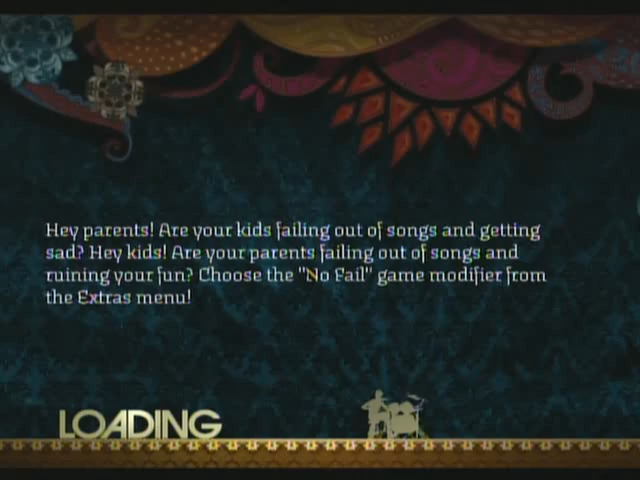 Hey parents! Are your kids failing out of songs and getting
sad? Hey kids! Are your parents failing out of songs and
ruining your fun? Choose the "No Fail" game modifier from
the Extras menu!
LOADING